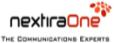 nextiraOne
THE COMMUNICATIONS EXPERTS